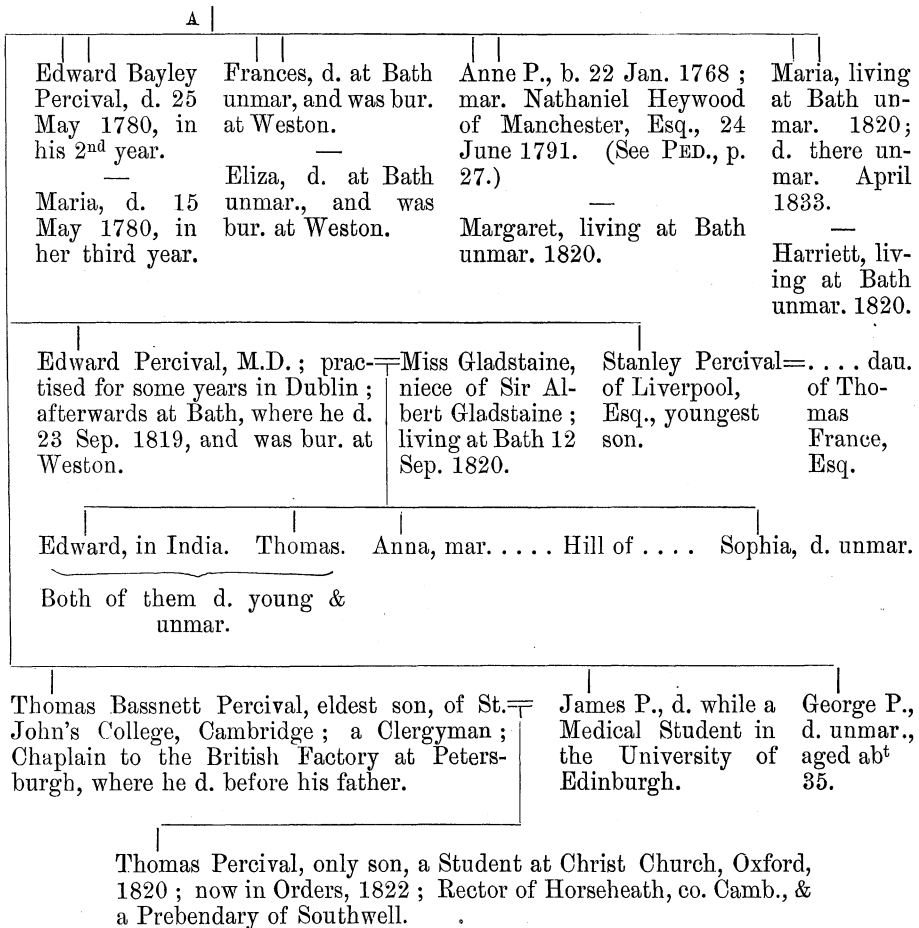 A
Edward Bayley
Percival, d. 25
May 1780, in
his 2nd year.
—
Maria, d. 15
May 1780, in
her third year.
Frances, d. at Bath
unmar, and was bur.
at Weston.
—
Eliza, d. at Bath
unmar., and was
bur. at Weston.
Anne P., b. 22 Jan. 1768 ;
mar. Nathaniel Heywood
of Manchester, Esq., 24
June 1791. (See PED., p.
27.)
—
Margaret, living at Bath
unmar. 1820.
Maria, living
at Bath un-
mar. 1820;
d. there un-
mar. April
1833.
—
Harriett, liv-
ing at Bath
unmar. 1820.
Edward Percival, M.D. ; prac-
tised for some years in Dublin ;
afterwards at Bath, where he d.
23 Sep. 1819, and was bur. at
Weston.
=Miss Gladstaine,
niece of Sir Al-
bert Gladstaine ;
living at Bath 12
Sep. 1820.
Stanley Percival=
of Liverpool,
Esq., youngest
son.
. . . . dau.
of Tho-
mas
France,
Esq.
Edward, in India. Thomas. Anna, mar. . . . . Hill of . . . . Sophia, d. unmar.
Both of them d. young &
unmar.
Thomas Bassnett Percival, eldest son, of St.=
John's College, Cambridge ; a Clergyman ;
Chaplain to the British Factory at Peters-
burgh, where he d. before his father.
James P., d. while a
Medical Student in
the University of
Edinburgh.
George P.,
d. unmar.,
aged abt
35.
Thomas Percival, only son, a Student at Christ Church, Oxford,
1820 ; now in Orders, 1822 ; Rector of Horseheath, co. Camb., &
a Prebendary of Southwell.